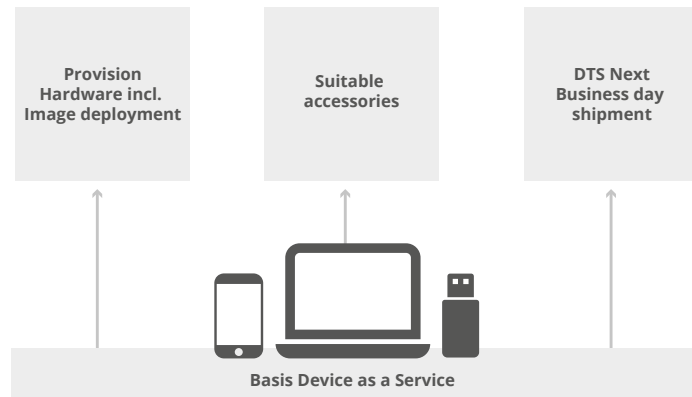 Provision
Hardware incl.
Image deployment
Suitable
accessories
DTS Next
Business day
shipment
Basis Device as a Service